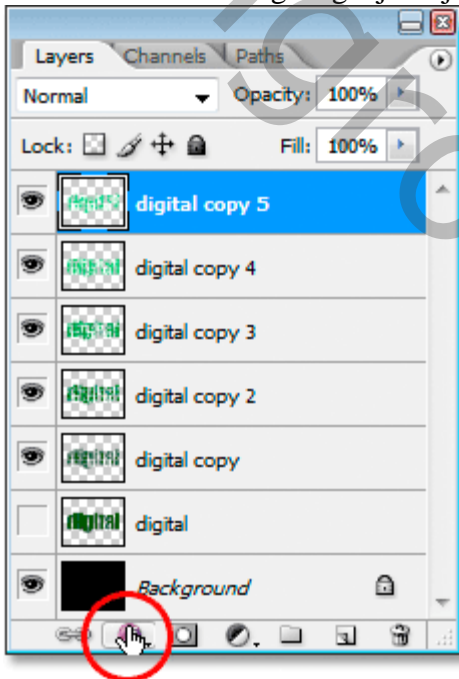 Layers Channels Paths
Normal Opacity: 100%
Lock: Fill: 100%
digital copy 5
digital copy 4
digital copy 3
digital copy 2
digital copy
digital
Background